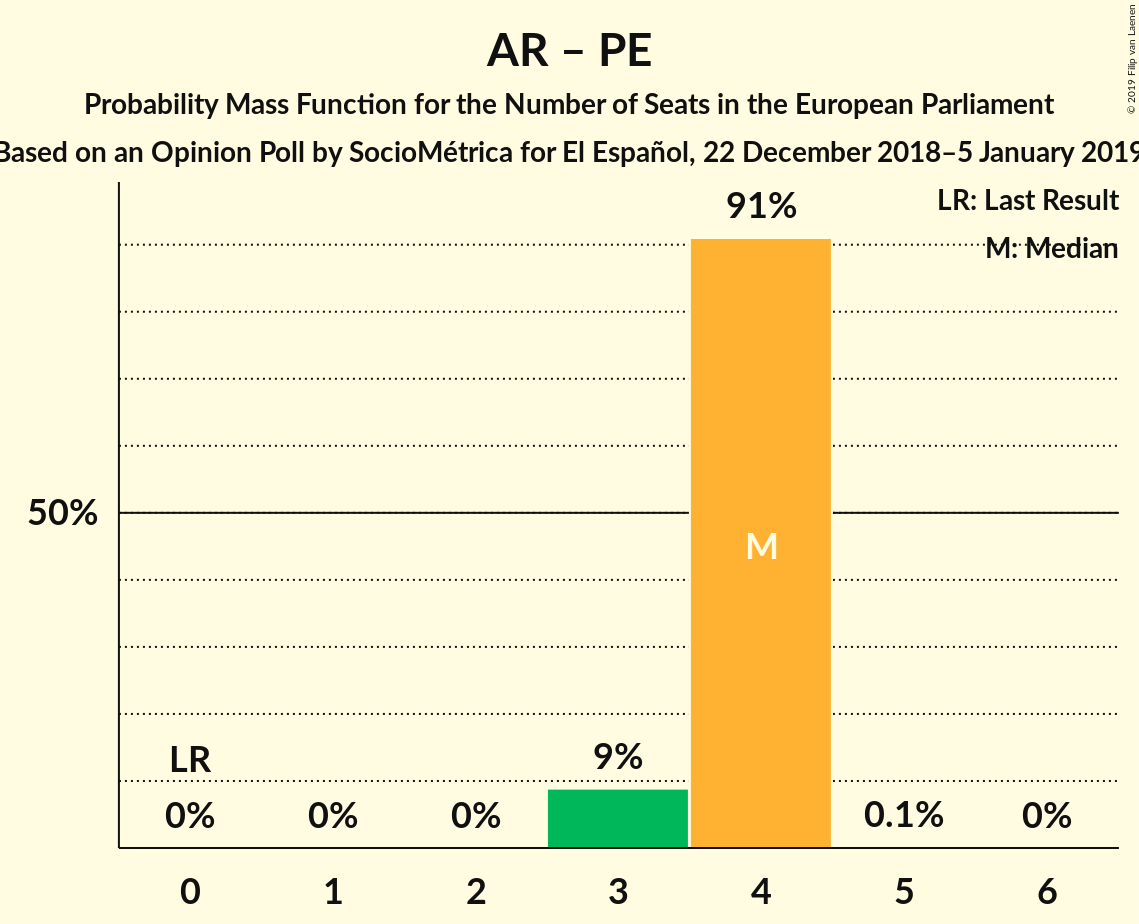 AR – PE
Probability Mass Function for the Number of Seats in the European Parliament
Based on an Opinion Poll by SocioMétrica for El Español, 22 December 2018–5 January 2019
© 2019 Filip van Laenen
LR: Last Result
M: Median
91%
50%
M
LR
9%
0% 0% 0% 0.1% 0%
0 1 2 3 4 5 6